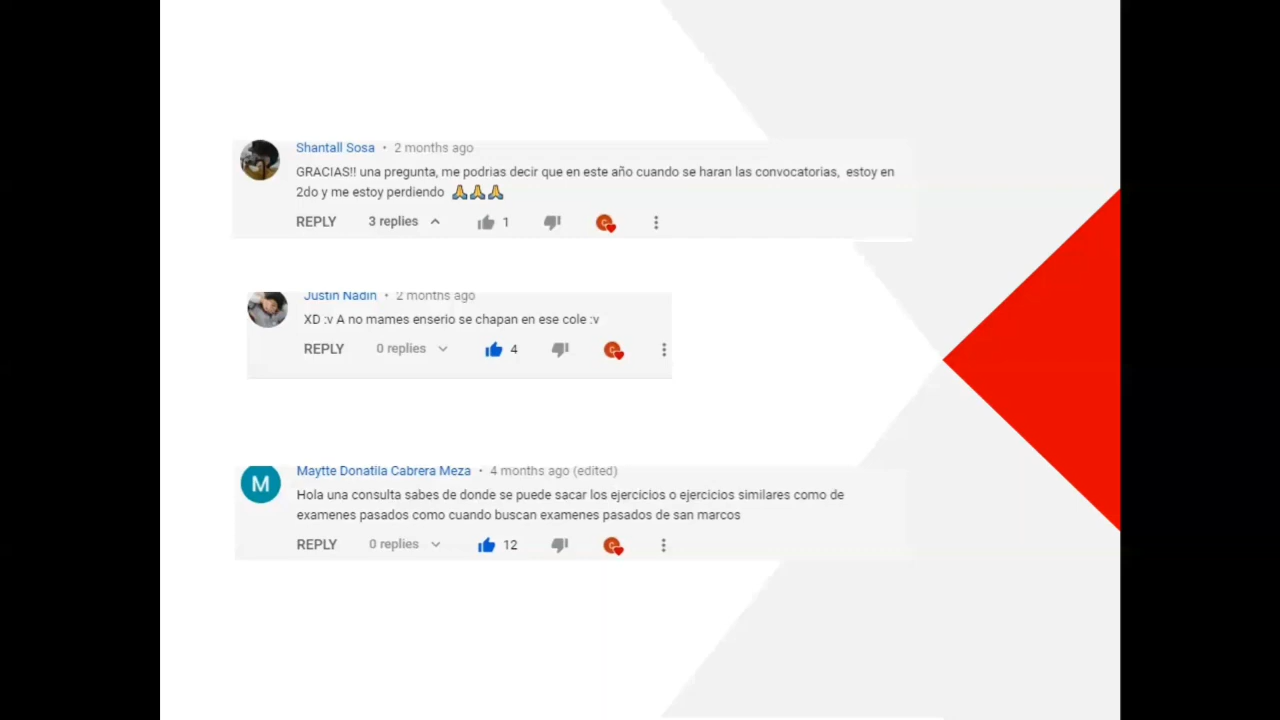 Shantall Sosa • 2 months ago
GRACIAS!! una pregunta, me podrias decir que en este año cuando se haran las convocatorias, estoy en
2do y me estoy perdiendo 🙏🙏🙏
REPLY 3 replies 1
Justin Nadin • 2 months ago
XD :v A no mames enserio se chapan en ese cole :v
REPLY 0 replies 4
M
Maytte Donatila Cabrera Meza • 4 months ago (edited)
Hola una consulta sabes de donde se puede sacar los ejercicios o ejercicios similares como de
examenes pasados como cuando buscan examenes pasados de san marcos
REPLY 0 replies 12